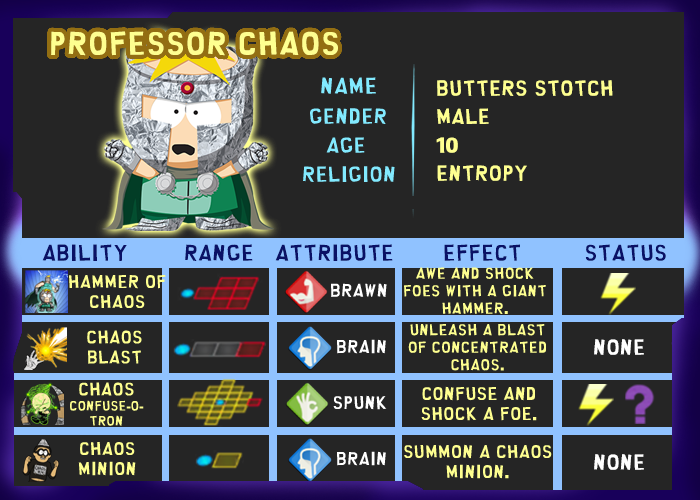 PROFESSOR CHAOS
NAME BUTTERS STOTCH
GENDER MALE
AGE 10
RELIGION ENTROPY
ABILITY RANGE ATTRIBUTE EFFECT STATUS
HAMMER OF
CHAOS
BRAWN
AWE AND SHOCK
FOES WITH A GIANT
HAMMER.
CHAOS
BLAST
BRAIN
UNLEASH A BLAST
OF CONCENTRATED
CHAOS.
NONE
CHAOS
CONFUSE-O-
TRON
SPUNK
CONFUSE AND
SHOCK A FOE.
?
CHAOS
MINION
BRAIN
SUMMON A CHAOS
MINION.
NONE